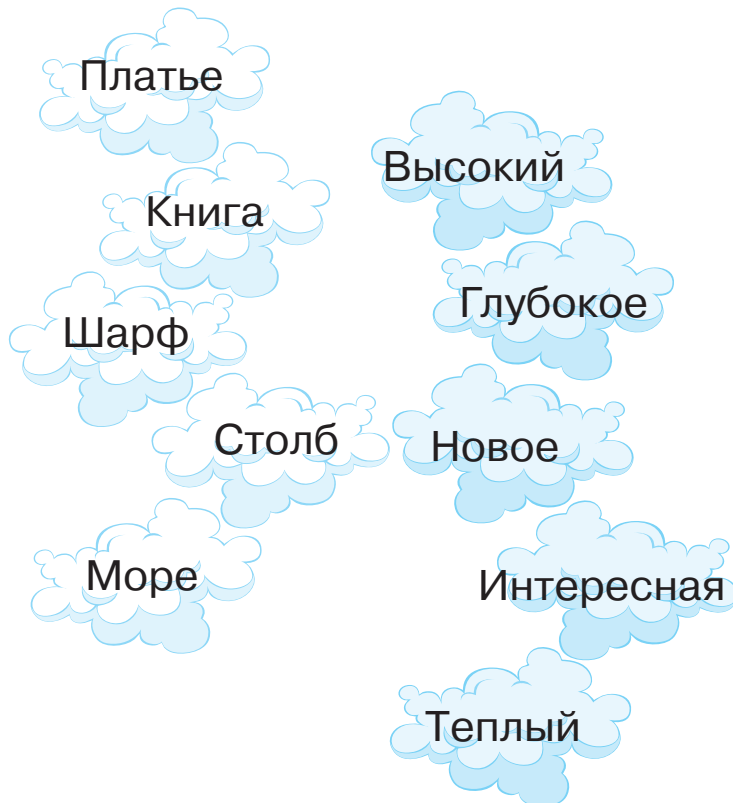 Платье
Книга
Шарф
Столб
Море
Высокий
Глубокое
Новое
Интересная
Теплый